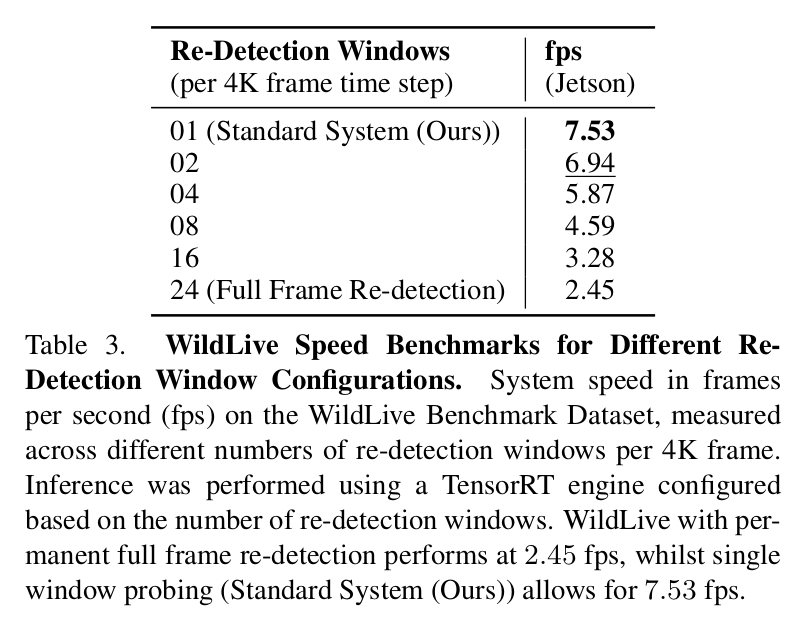 Re-Detection Windows fps
(per 4K frame time step) (Jetson)
01 (Standard System (Ours)) 7.53
02 6.94
04 5.87
08 4.59
16 3.28
24 (Full Frame Re-detection) 2.45
Table 3. WildLive Speed Benchmarks for Different Re-
Detection Window Configurations. System speed in frames
per second (fps) on the WildLive Benchmark Dataset, measured
across different numbers of re-detection windows per 4K frame.
Inference was performed using a TensorRT engine configured
based on the number of re-detection windows. WildLive with per-
manent full frame re-detection performs at 2.45 fps, whilst single
window probing (Standard System (Ours)) allows for 7.53 fps.